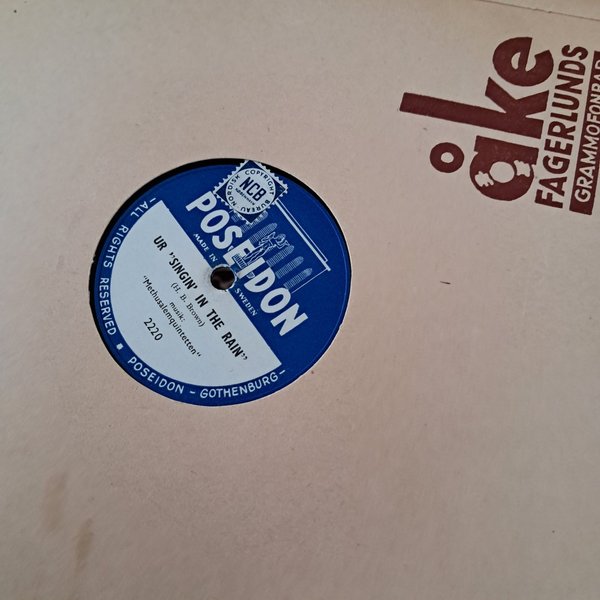 åke
FAGERLUNDS
GRAMMOFONBAR
NORDISK COPYRIGHT BUREAU
NCB
POSEIDON
MADE IN SWEDEN
UR "SINGIN' IN THE RAIN"
(H. B. Brown)
musik:
"Methusalemquintetten"
2220
-ALL RIGHTS RESERVED * POSEIDON - GOTHENBURG-